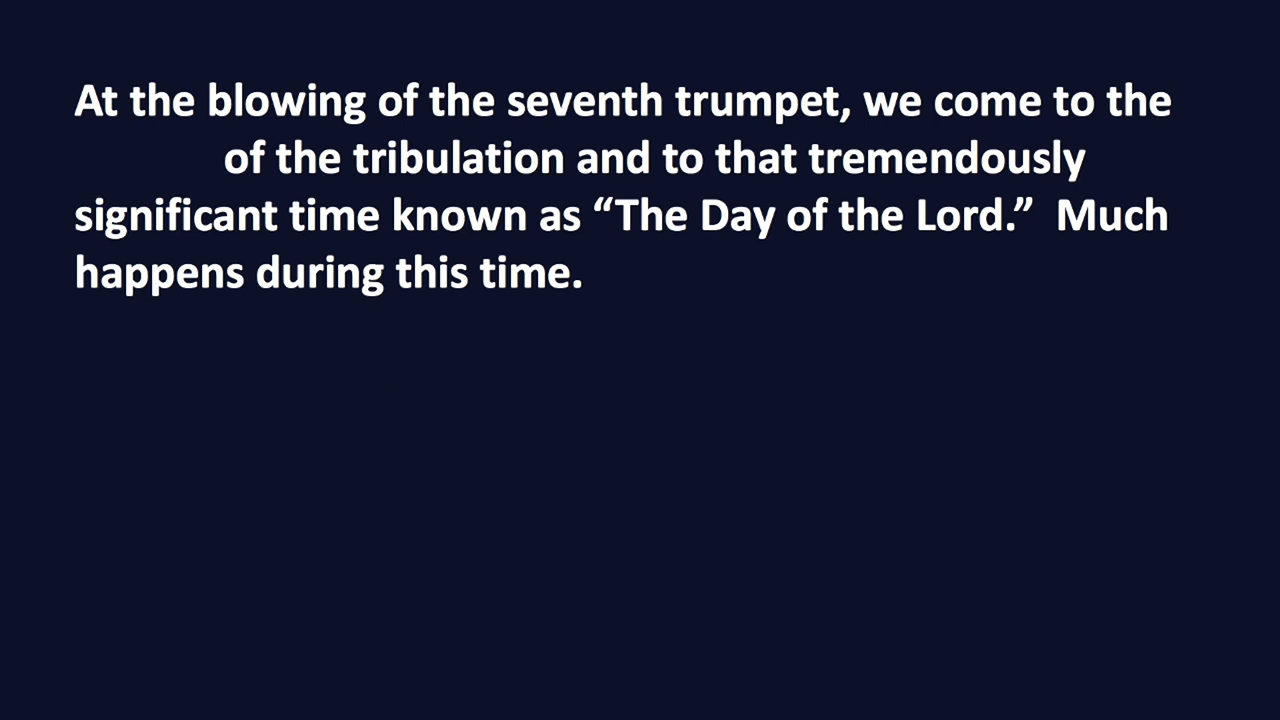 At the blowing of the seventh trumpet, we come to the
of the tribulation and to that tremendously
significant time known as “The Day of the Lord.”  Much
happens during this time.